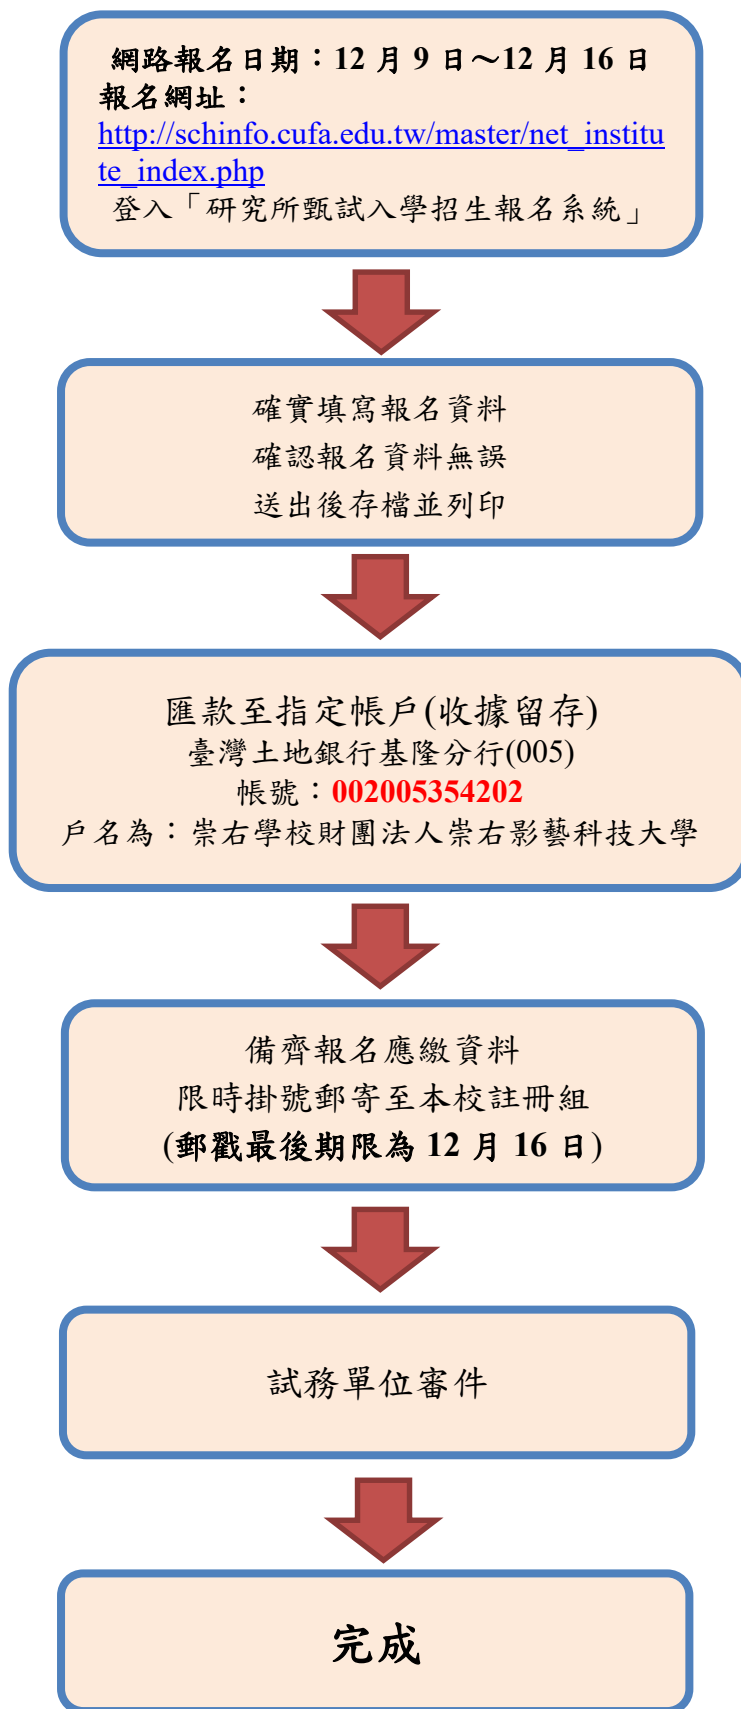 網路報名日期：12 月 9 日～12 月 16 日
報名網址：
http://schinfo.cufa.edu.tw/master/net_institu
te_index.php
登入「研究所甄試入學招生報名系統」
確實填寫報名資料
確認報名資料無誤
送出後存檔並列印
匯款至指定帳戶(收據留存)
臺灣土地銀行基隆分行(005)
帳號：002005354202
戶名為：崇右學校財團法人崇右影藝科技大學
備齊報名應繳資料
限時掛號郵寄至本校註冊組
(郵戳最後期限為 12 月 16 日)
試務單位審件
完成